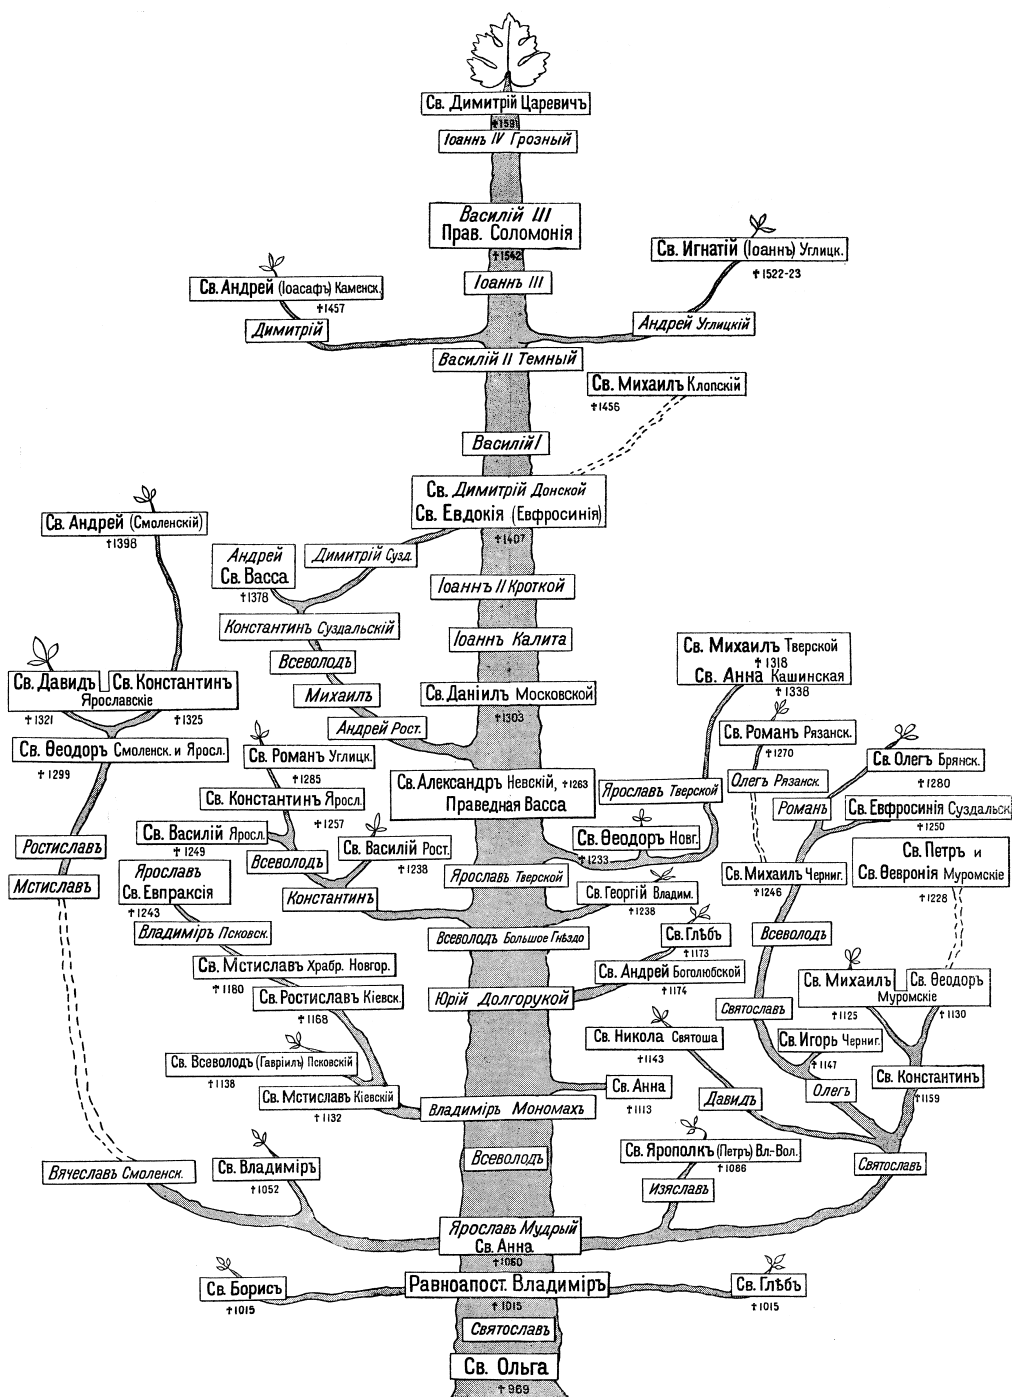 Св. Димитрій Царевичъ
†1591
Іоаннъ IV Грозный
Василій III
Прав. Соломонія
†1542
Св. Игнатій (Іоаннъ) Углицк.
†1522-23
Іоаннъ III
Св. Андрей (Іоасафъ) Каменск.
†1457
Димитрій
Андрей Углицкій
Василій II Темный
Св. Михаилъ Клопскій
†1456
Василій I
Св. Димитрій Донской
Св. Евдокія (Евфросинія)
†1407
Св. Андрей (Смоленскій)
†1398
Андрей
Св. Васса
†1378
Димитрій Сузд.
Іоаннъ II Кроткой
Константинъ Суздальскій
Іоаннъ Калита
Всеволодъ
Св. Михаилъ Тверской
†1318
Св. Анна Кашинская
†1338
Св. Давидъ Св. Константинъ
Ярославскіе
†1321 †1325
Михаилъ
Св. Даніилъ Московской
†1303
Андрей Рост.
Св. Ѳеодоръ Смоленск. и Яросл.
†1299
Св. Романъ Углицк.
†1285
Св. Романъ Рязанск.
†1270
Св. Олегъ Брянск.
†1280
Св. Александръ Невскій, †1263
Праведная Васса
Олегъ Рязанск.
Ярославъ Тверской
Св. Константинъ Яросл.
†1257
Романъ
Св. Евфросинія Суздальск
†1250
Св. Василій Яросл.
†1249
Св. Ѳеодоръ Новг.
†1233
Ростиславъ
Св. Василій Рост.
†1238
Всеволодъ
Св. Петръ и
Св. Ѳевронія Муромскіе
†1228
Мстиславъ
Ярославъ
Св. Евпраксія
†1243
Ярославъ Тверской
Св. Михаилъ Черниг.
†1246
Св. Георгій Владим.
†1238
Константинъ
Владиміръ Псковск.
Всеволодъ Большое Гнѣздо
Св. Глѣбъ
†1173
Всеволодъ
Св. Мстиславъ Храбр. Новгор.
†1180
Св. Андрей Боголюбской
†1174
Св. Михаилъ Св. Ѳеодоръ
Муромскіе
†1125 †1130
Св. Ростиславъ Кіевск.
†1168
Юрій Долгорукой
Святославъ
Св. Никола Святоша
†1143
Св. Игорь Черниг.
†1147
Св. Всеволодъ (Гавріилъ) Псковскій
†1138
Св. Константинъ
†1159
Св. Анна
†1113
Св. Мстиславъ Кіевскій
†1132
Олегъ
Давидъ
Владиміръ Мономахъ
Св. Ярополкъ (Петръ) Вл.-Вол.
†1086
Всеволодъ
Святославъ
Вячеславъ Смоленск.
Св. Владиміръ
†1052
Изяславъ
Ярославъ Мудрый
Св. Анна
†1060
Св. Борисъ
†1015
Равноапост. Владиміръ
†1015
Св. Глѣбъ
†1015
Святославъ
Св. Ольга
†969